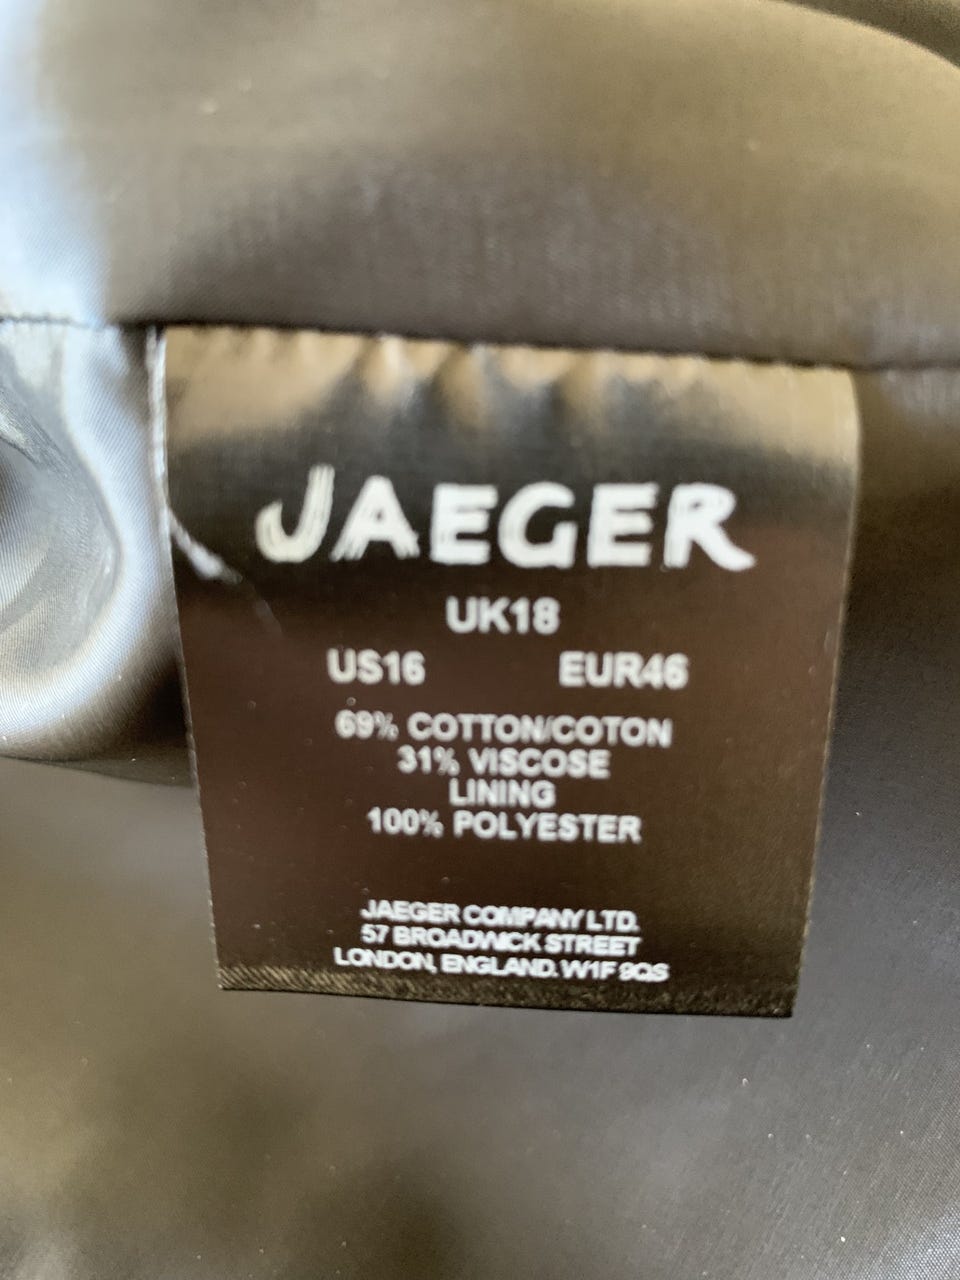 JAEGER
UK18
US16 EUR46
69% COTTON/COTON
31% VISCOSE
LINING
100% POLYESTER
JAEGER COMPANY LTD.
57 BROADWICK STREET
LONDON, ENGLAND. W1F 9QS